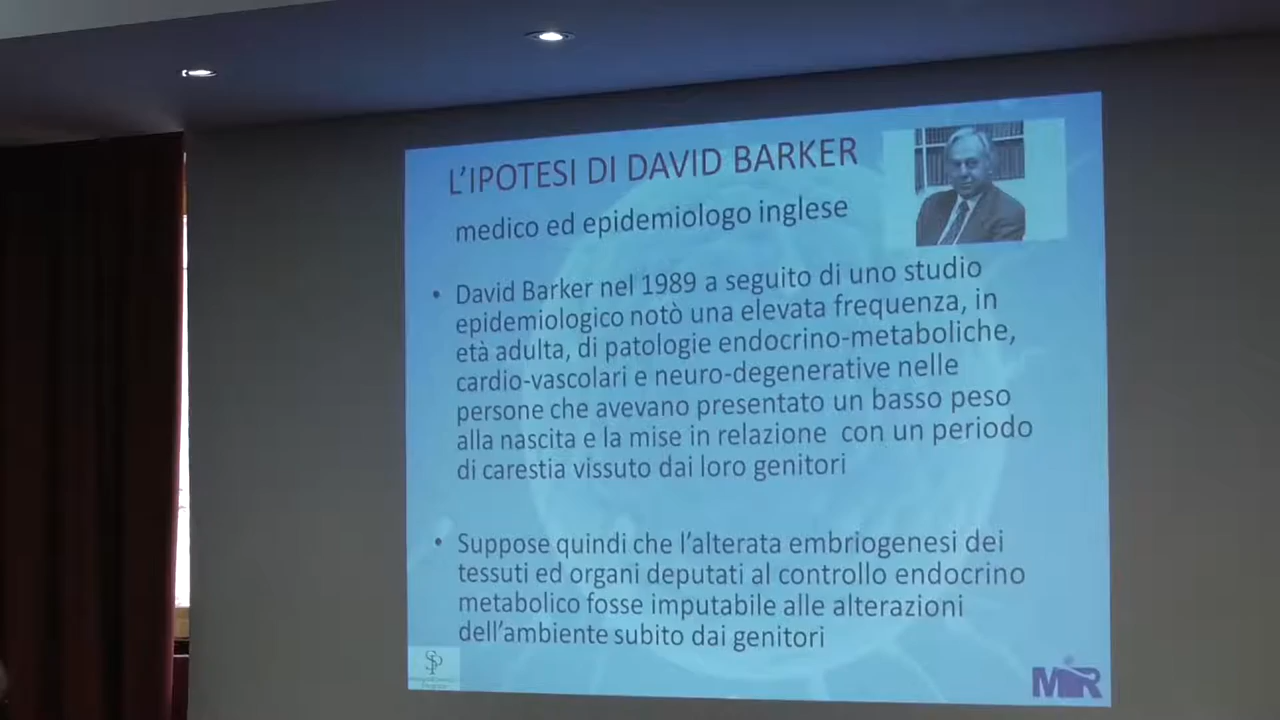 L'IPOTESI DI DAVID BARKER
medico ed epidemiologo inglese
• David Barker nel 1989 a seguito di uno studio
epidemiologico notò una elevata frequenza, in
età adulta, di patologie endocrino-metaboliche,
cardio-vascolari e neuro-degenerative nelle
persone che avevano presentato un basso peso
alla nascita e la mise in relazione con un periodo
di carestia vissuto dai loro genitori
• Suppose quindi che l'alterata embriogenesi dei
tessuti ed organi deputati al controllo endocrino
metabolico fosse imputabile alle alterazioni
dell'ambiente subito dai genitori